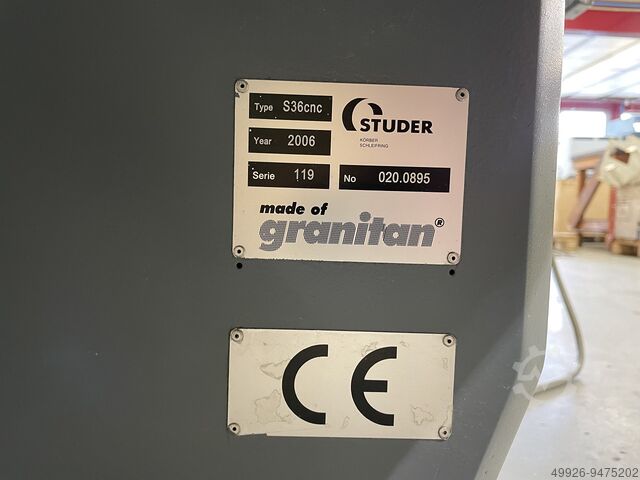 Type S36cnc
STUDER
KÖRBER
SCHLEIFRING
Year 2006
Serie 119 No 020.0895
made of
granitan®
CE
49926-9475202